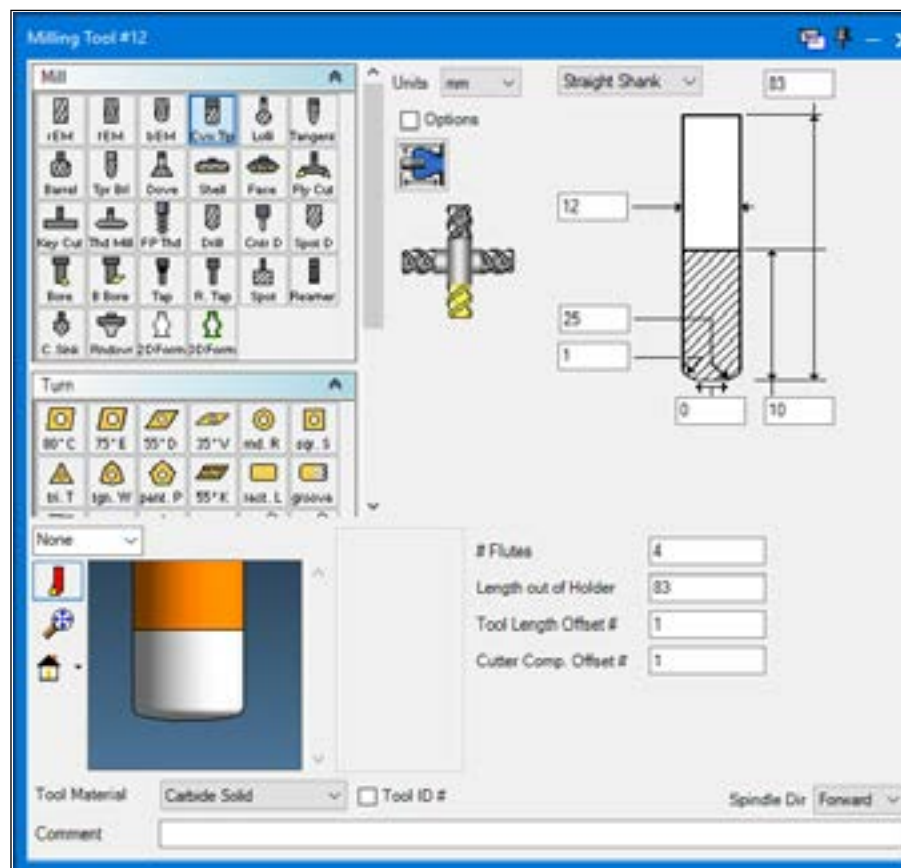 Milling Tool #12
Mill
rEM fEM bEM Cvx Tip Lolli Tangent
Barrel Tpr Brl Dove Shell Face Fly Cut
Key Cut Thd Mill FP Thd Drill Cntr D Spot D
Bore B Bore Tap R. Tap Spot Reamer
C. Sink Rndovr 2DForm 3DForm
Turn
80° C 75° E 55° D 35° V rnd. R sqr. S
tri. T tgn. W pent. P 55° K rect. L groove
Units mm Straight Shank 83
Options
12
25
1
0 10
None
# Flutes 4
Length out of Holder 83
Tool Length Offset # 1
Cutter Comp. Offset # 1
Tool Material Carbide Solid Tool ID # Spindle Dir Forward
Comment